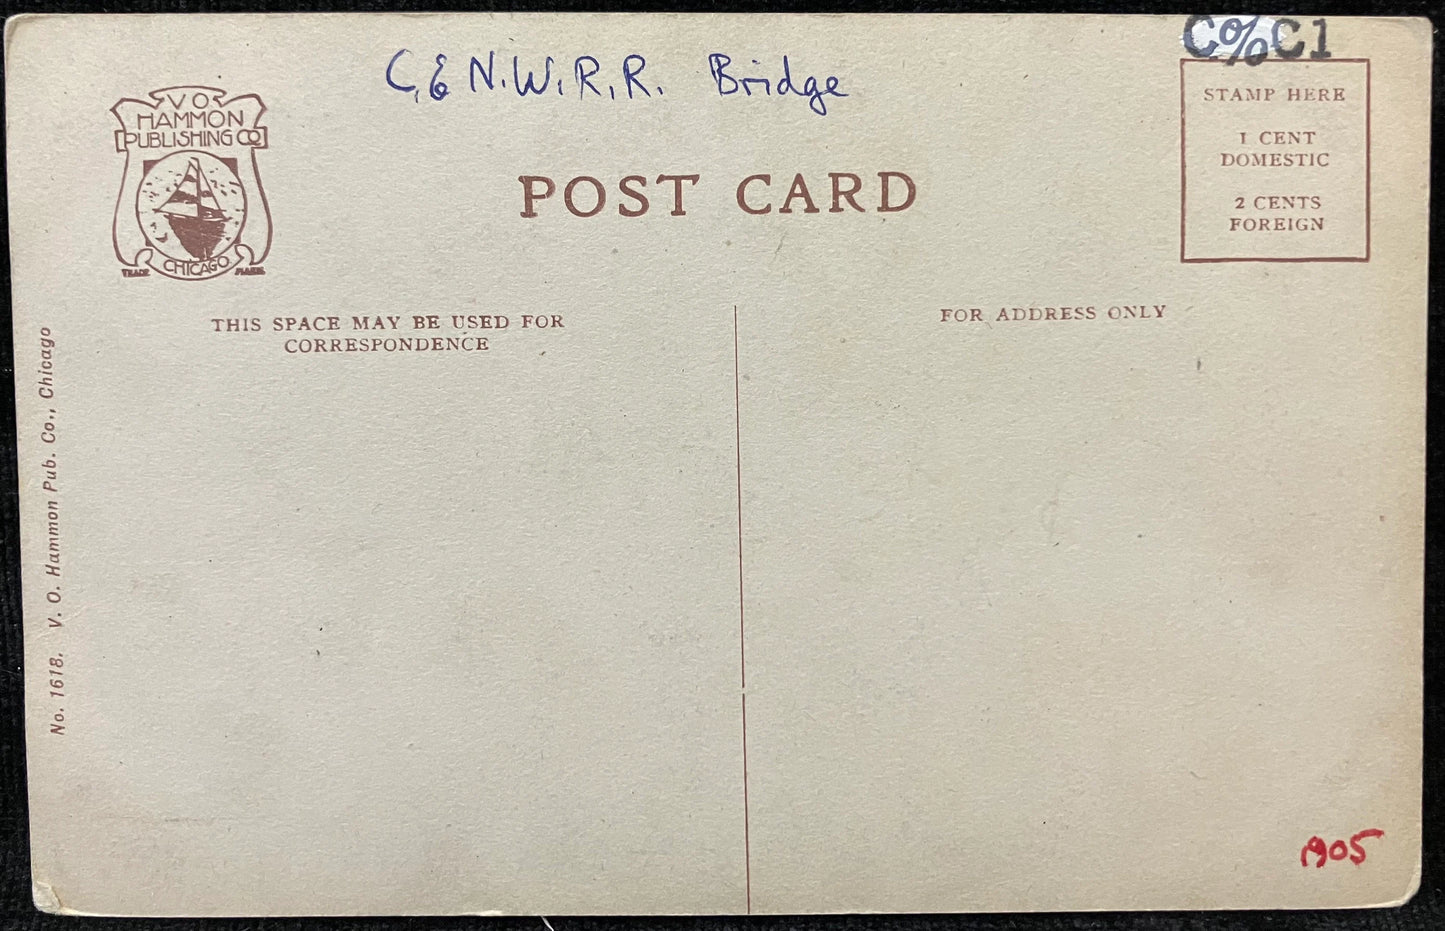 C%C1
C. & N.W.R.R. Bridge
V O
HAMMON
PUBLISHING CO
CHICAGO
TRADE MARK
POST CARD
STAMP HERE
1 CENT
DOMESTIC
2 CENTS
FOREIGN
THIS SPACE MAY BE USED FOR
CORRESPONDENCE
FOR ADDRESS ONLY
No. 1618. V. O. Hammon Pub. Co., Chicago
1905